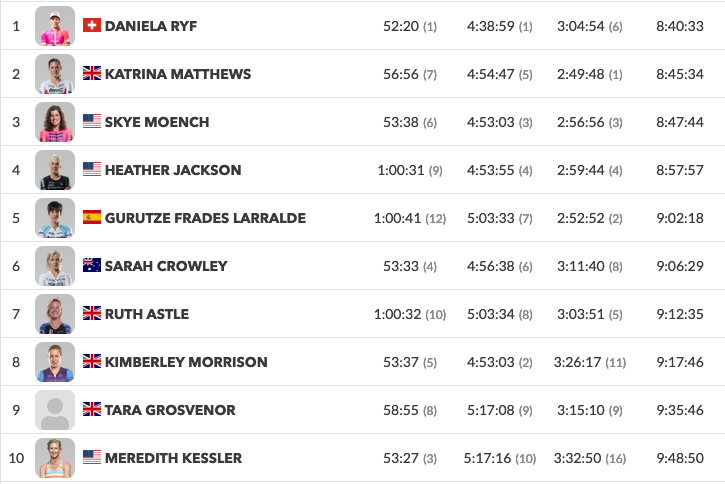 1 DANIELA RYF 52:20 (1) 4:38:59 (1) 3:04:54 (6) 8:40:33
2 KATRINA MATTHEWS 56:56 (7) 4:54:47 (5) 2:49:48 (1) 8:45:34
3 SKYE MOENCH 53:38 (6) 4:53:03 (3) 2:56:56 (3) 8:47:44
4 HEATHER JACKSON 1:00:31 (9) 4:53:55 (4) 2:59:44 (4) 8:57:57
5 GURUTZE FRADES LARRALDE 1:00:41 (12) 5:03:33 (7) 2:52:52 (2) 9:02:18
6 SARAH CROWLEY 53:33 (4) 4:56:38 (6) 3:11:40 (8) 9:06:29
7 RUTH ASTLE 1:00:32 (10) 5:03:34 (8) 3:03:51 (5) 9:12:35
8 KIMBERLEY MORRISON 53:37 (5) 4:53:03 (2) 3:26:17 (11) 9:17:46
9 TARA GROSVENOR 58:55 (8) 5:17:08 (9) 3:15:10 (9) 9:35:46
10 MEREDITH KESSLER 53:27 (3) 5:17:16 (10) 3:32:50 (16) 9:48:50